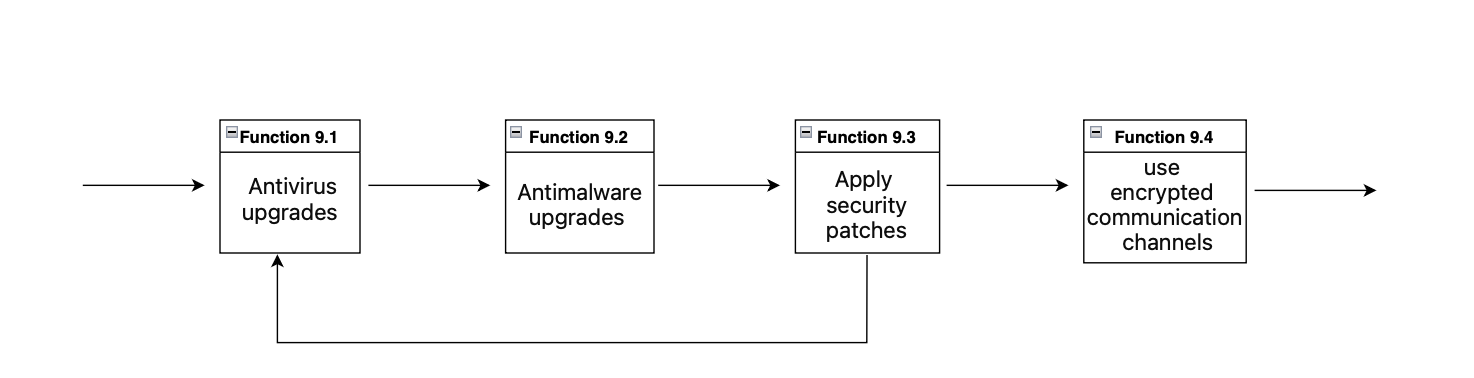 Function 9.1
Antivirus
upgrades
Function 9.2
Antimalware
upgrades
Function 9.3
Apply
security
patches
Function 9.4
use
encrypted
communication
channels